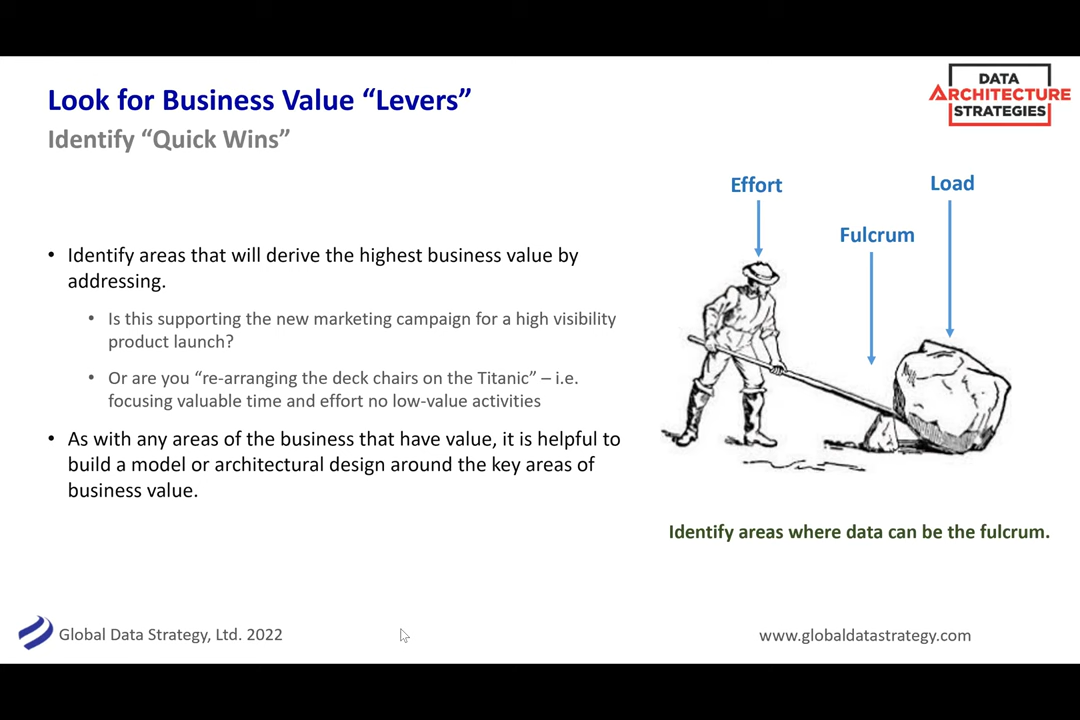 Look for Business Value “Levers”
Identify “Quick Wins”
DATA
ARCHITECTURE
STRATEGIES
• Identify areas that will derive the highest business value by
addressing.
• Is this supporting the new marketing campaign for a high visibility
product launch?
• Or are you “re-arranging the deck chairs on the Titanic” – i.e.
focusing valuable time and effort no low-value activities
• As with any areas of the business that have value, it is helpful to
build a model or architectural design around the key areas of
business value.
Effort
Load
Fulcrum
Identify areas where data can be the fulcrum.
Global Data Strategy, Ltd. 2022
www.globaldatastrategy.com